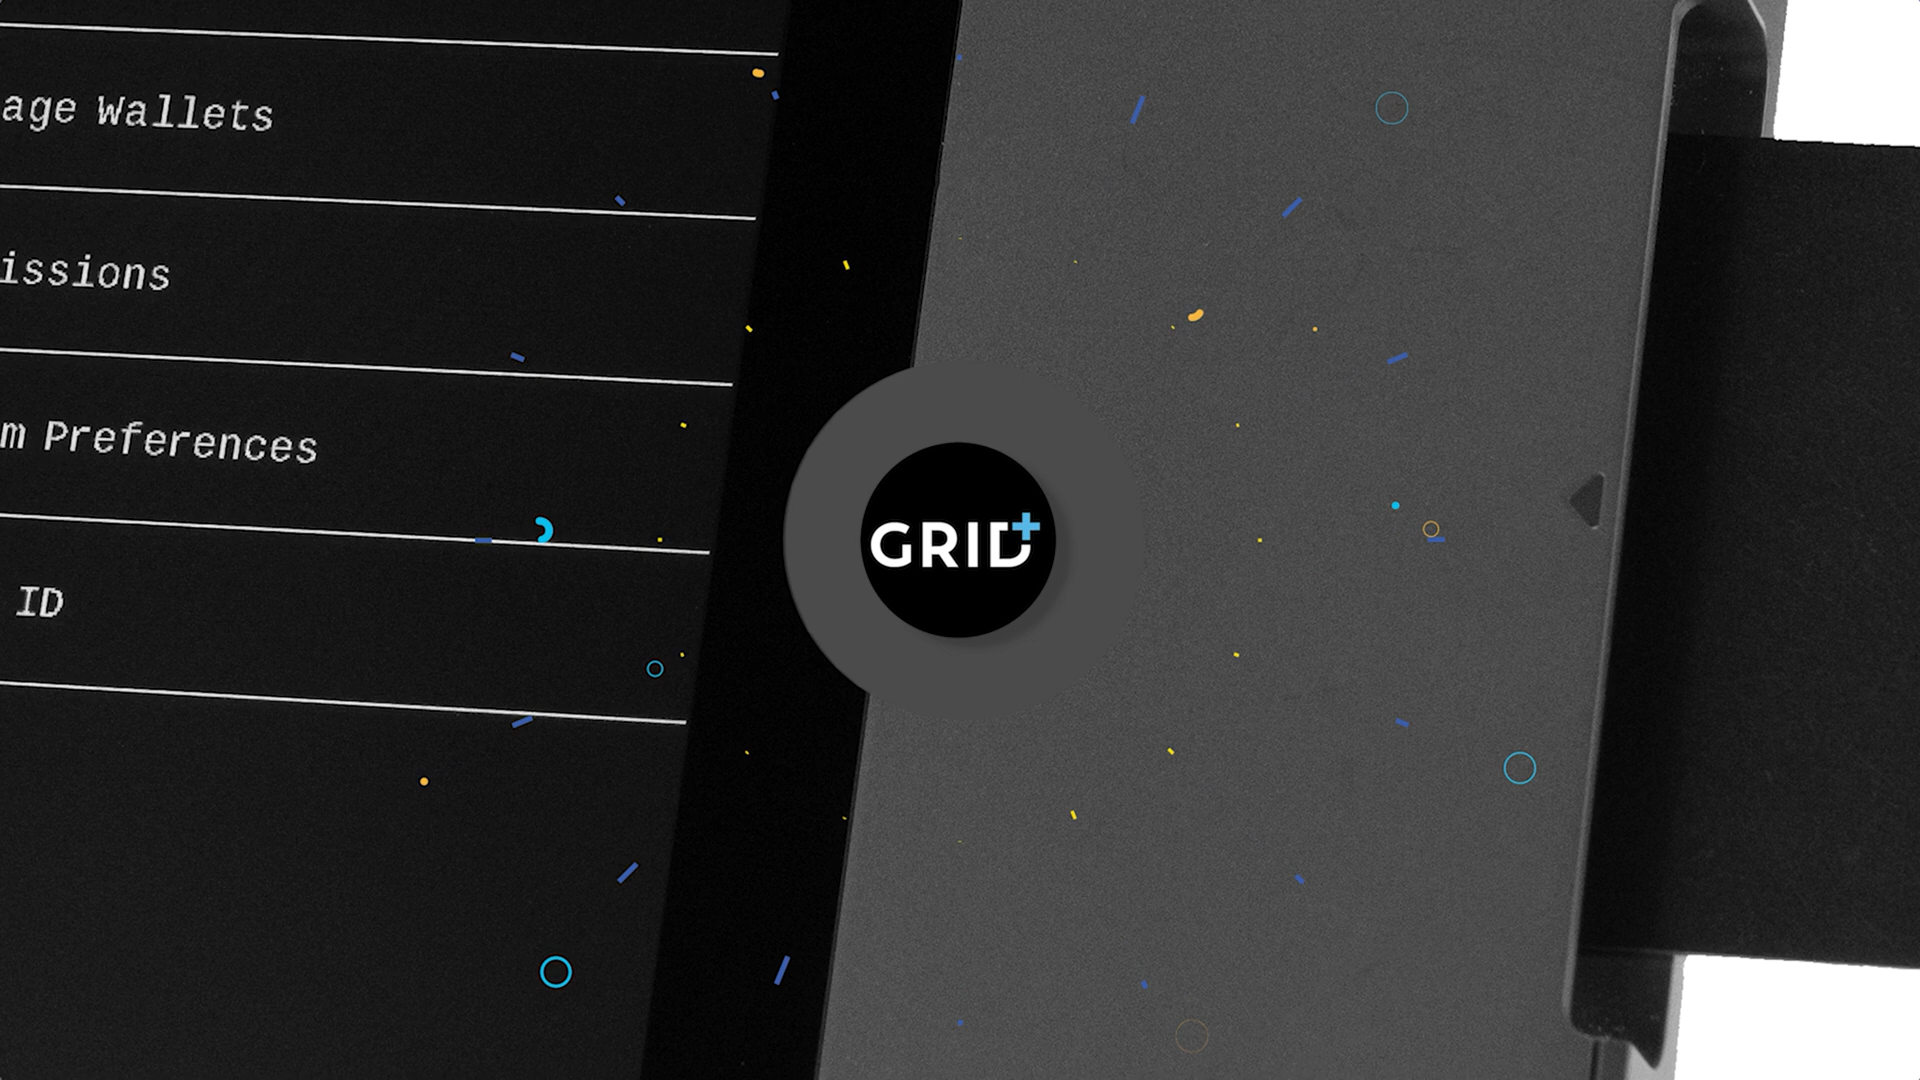 age Wallets
issions
m Preferences
ID
GRID+